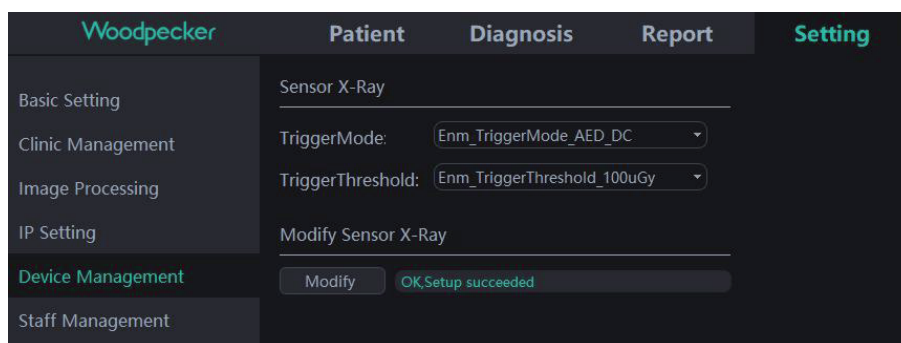 Woodpecker Patient Diagnosis Report Setting
Basic Setting
Clinic Management
Image Processing
IP Setting
Device Management
Staff Management
Sensor X-Ray
TriggerMode: Enm_TriggerMode_AED_DC
TriggerThreshold: Enm_TriggerThreshold_100uGy
Modify Sensor X-Ray
Modify OK,Setup succeeded